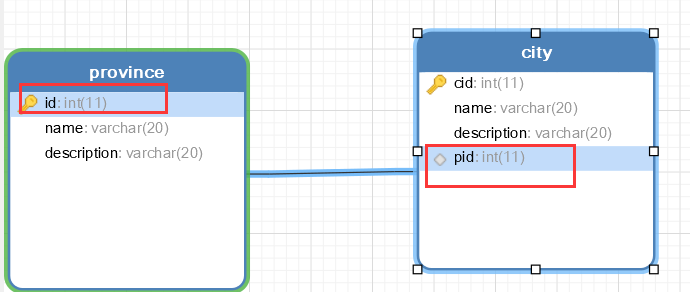 province
id: int(11)
name: varchar(20)
description: varchar(20)
city
cid: int(11)
name: varchar(20)
description: varchar(20)
pid: int(11)